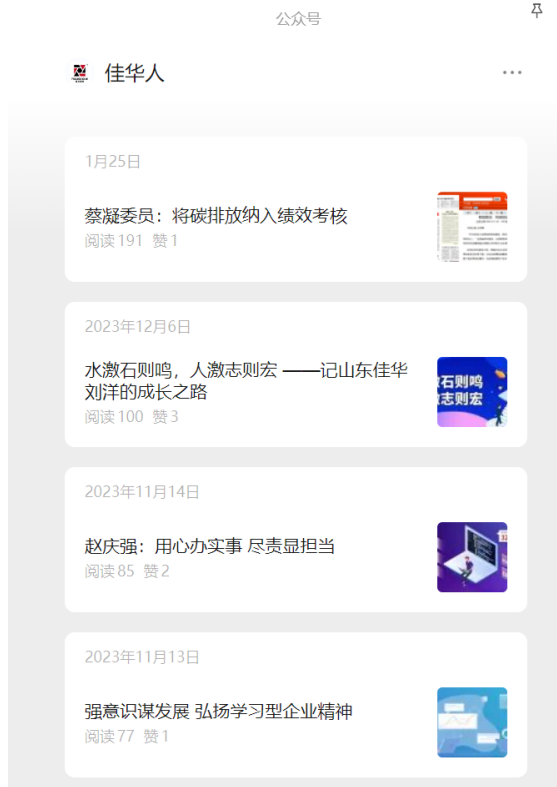 公众号
佳华人
1月25日
蔡凝委员：将碳排放纳入绩效考核
阅读 191 赞 1
2023年12月6日
水激石则鸣，人激志则宏 ——记山东佳华
刘洋的成长之路
阅读 100 赞 3
石则鸣
志则宏
2023年11月14日
赵庆强：用心办实事 尽责显担当
阅读 85 赞 2
2023年11月13日
强意识谋发展 弘扬学习型企业精神
阅读 77 赞 1